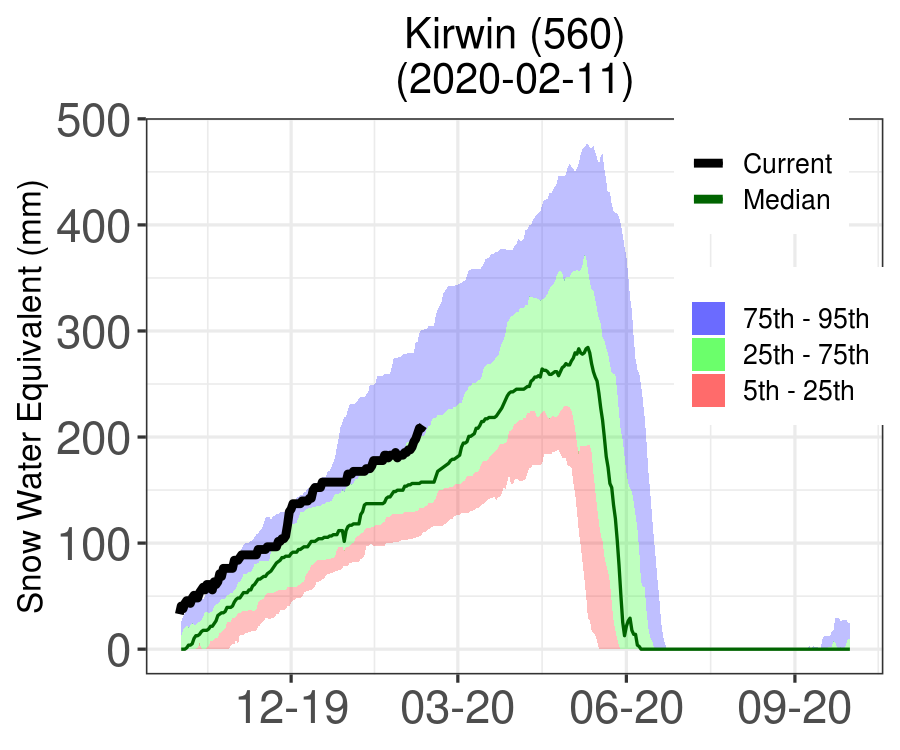 Kirwin (560)
(2020-02-11)
Snow Water Equivalent (mm)
500
400
300
200
100
0
12-19
03-20
06-20
09-20
Current
Median
75th - 95th
25th - 75th
5th - 25th